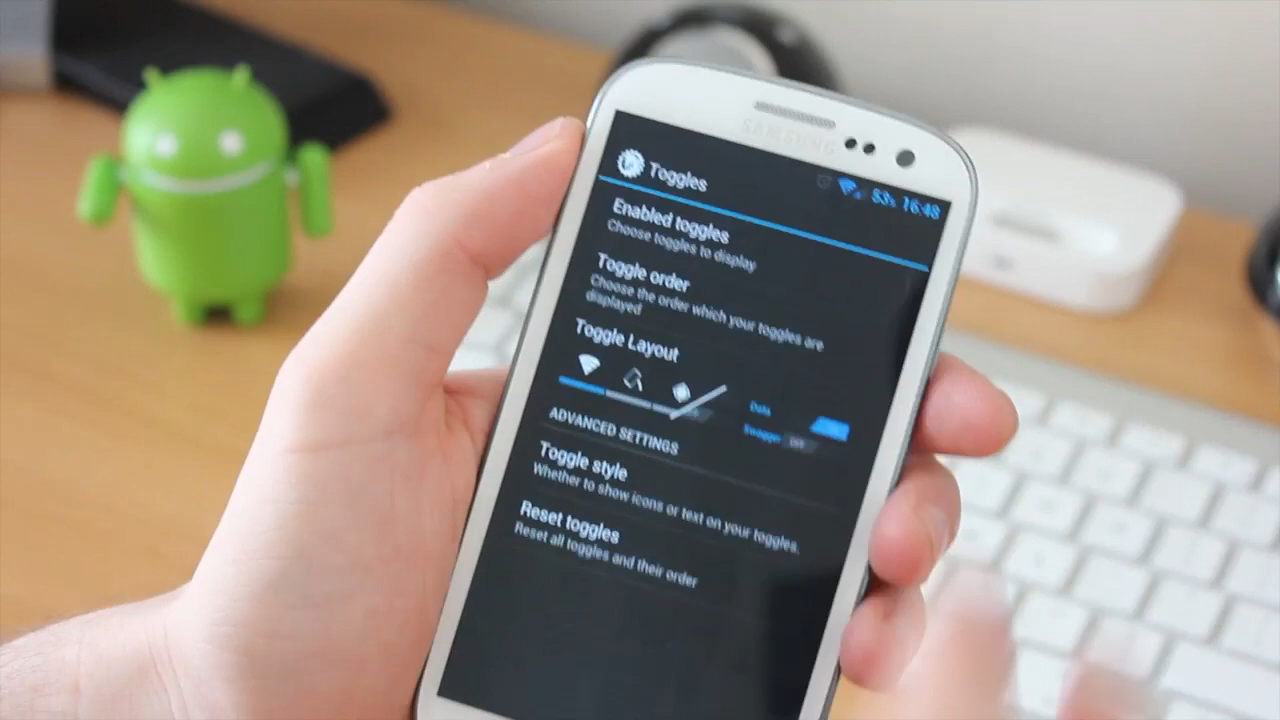 SAMSUNG
Toggles
53% 16:48
Enabled toggles
Choose toggles to display
Toggle order
Choose the order which your toggles are
displayed
Toggle Layout
Data
Swagger OFF
ADVANCED SETTINGS
Toggle style
Whether to show icons or text on your toggles.
Reset toggles
Reset all toggles and their order